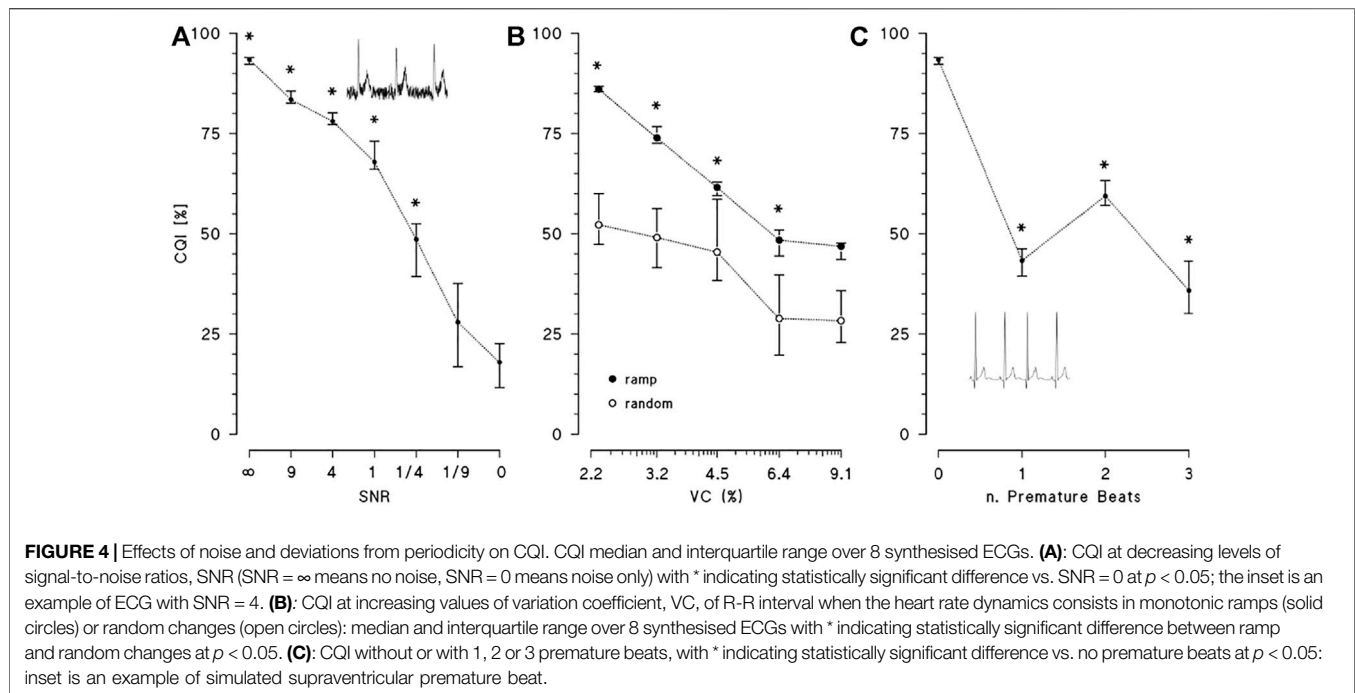 A
100
75
50
25
0
CQI [%]
* * * * *
∞ 9 4 1 1/4 1/9 0
SNR
B
100
75
50
25
0
* * * *
ramp
random
2.2 3.2 4.5 6.4 9.1
VC (%)
C
100
75
50
25
0
* * *
0 1 2 3
n. Premature Beats
FIGURE 4 | Effects of noise and deviations from periodicity on CQI. CQI median and interquartile range over 8 synthesised ECGs. (A): CQI at decreasing levels of
signal-to-noise ratios, SNR (SNR = ∞ means no noise, SNR = 0 means noise only) with * indicating statistically significant difference vs. SNR = 0 at p < 0.05; the inset is an
example of ECG with SNR = 4. (B): CQI at increasing values of variation coefficient, VC, of R-R interval when the heart rate dynamics consists in monotonic ramps (solid
circles) or random changes (open circles): median and interquartile range over 8 synthesised ECGs with * indicating statistically significant difference between ramp
and random changes at p < 0.05. (C): CQI without or with 1, 2 or 3 premature beats, with * indicating statistically significant difference vs. no premature beats at p < 0.05:
inset is an example of simulated supraventricular premature beat.